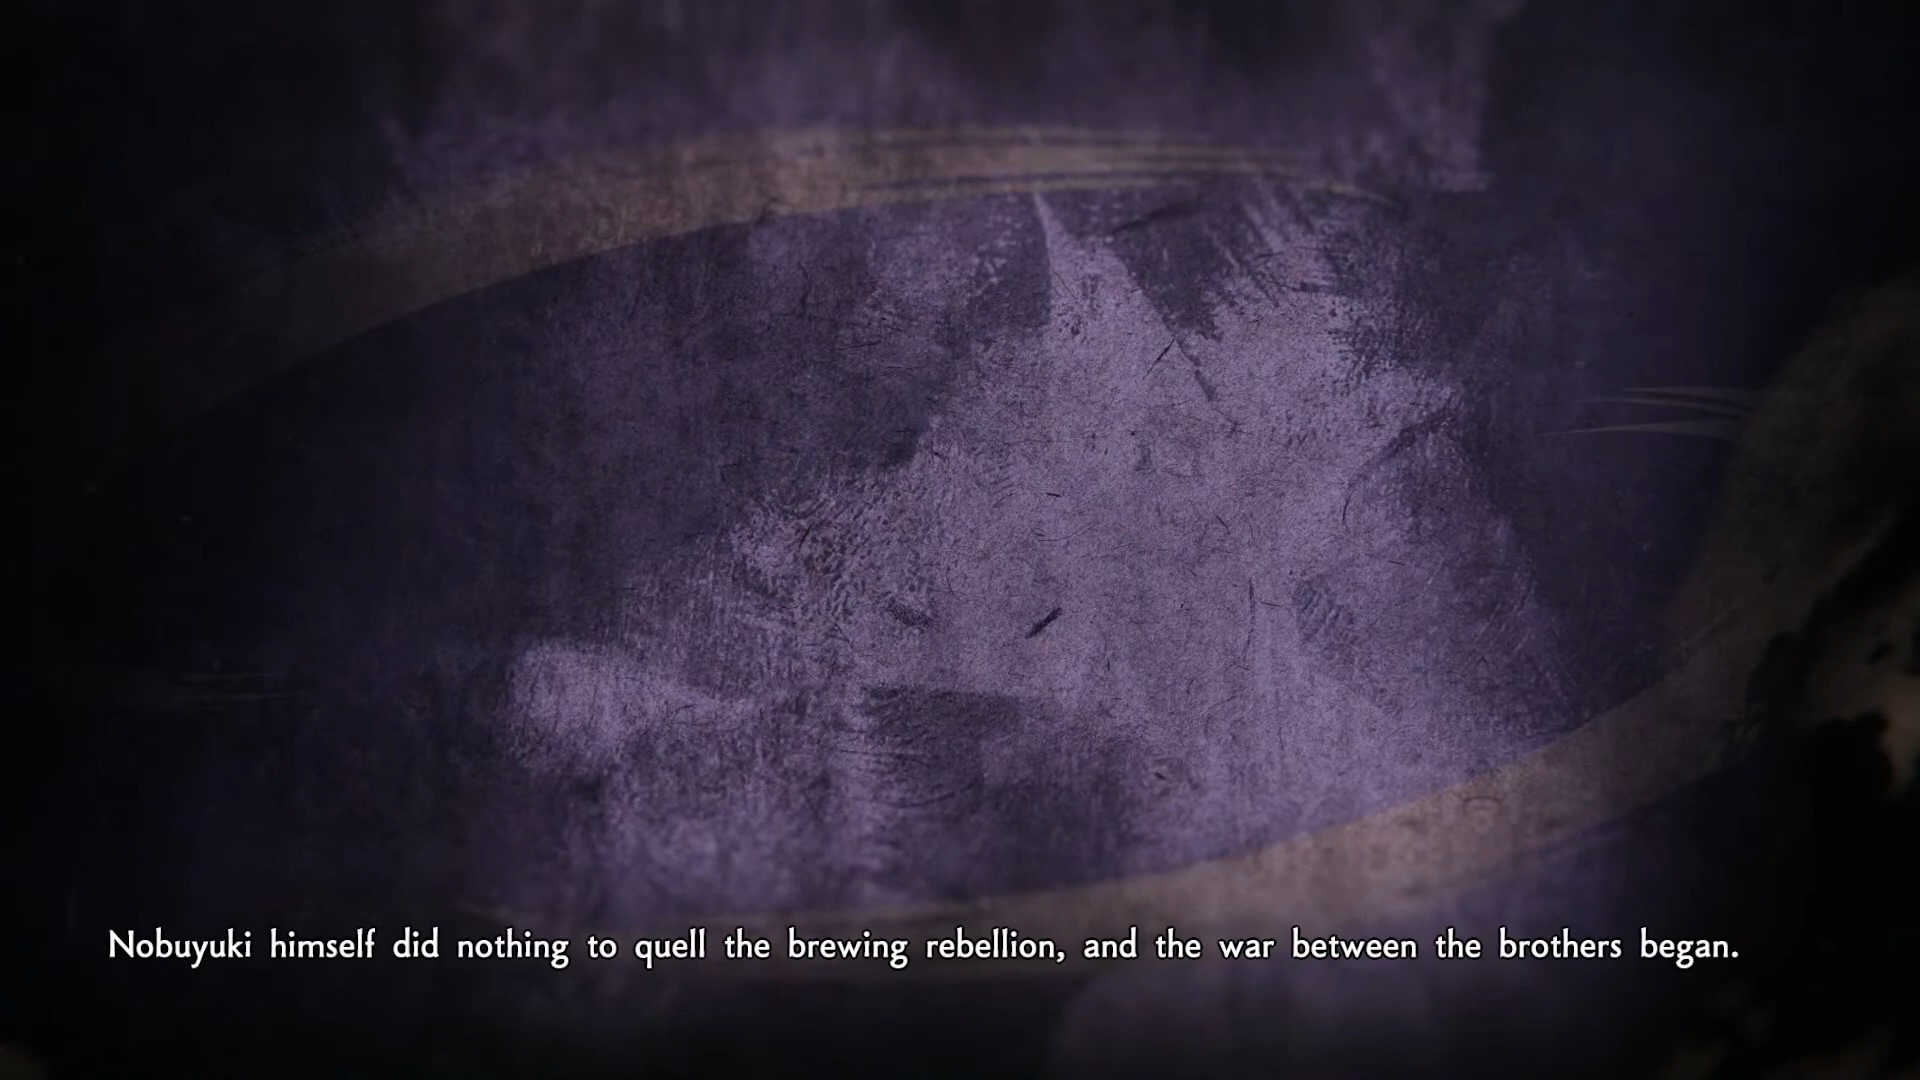 Nobuyuki himself did nothing to quell the brewing rebellion, and the war between the brothers began.